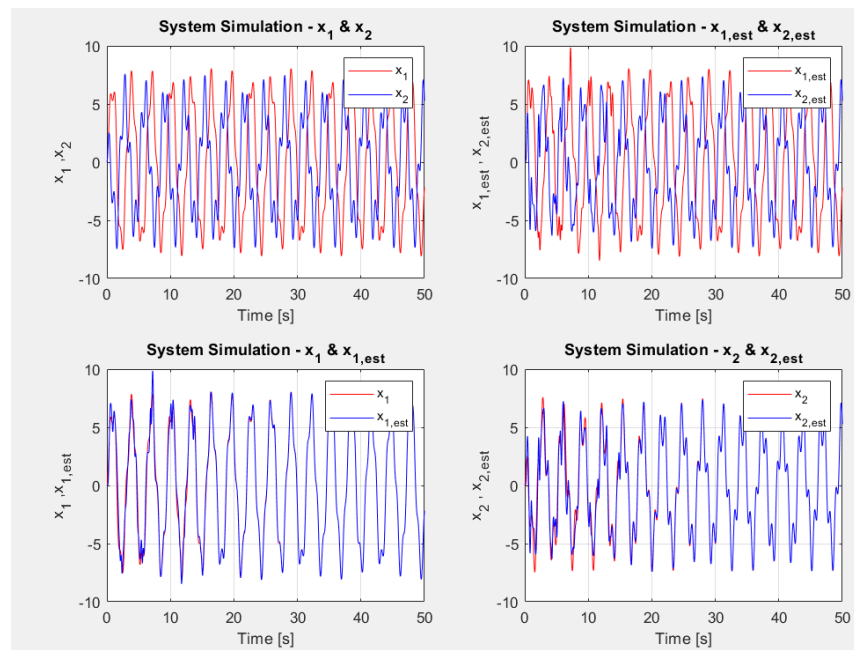 System Simulation - x1 & x2
10
5
0
-5
-10
x1 ,x2
x1
x2
0 10 20 30 40 50
Time [s]
System Simulation - x1,est & x2,est
10
5
0
-5
-10
x1,est , x2,est
x1,est
x2,est
0 10 20 30 40 50
Time [s]
System Simulation - x1 & x1,est
10
5
0
-5
-10
x1 ,x1,est
x1
x1,est
0 10 20 30 40 50
Time [s]
System Simulation - x2 & x2,est
10
5
0
-5
-10
x2 , x2,est
x2
x2,est
0 10 20 30 40 50
Time [s]